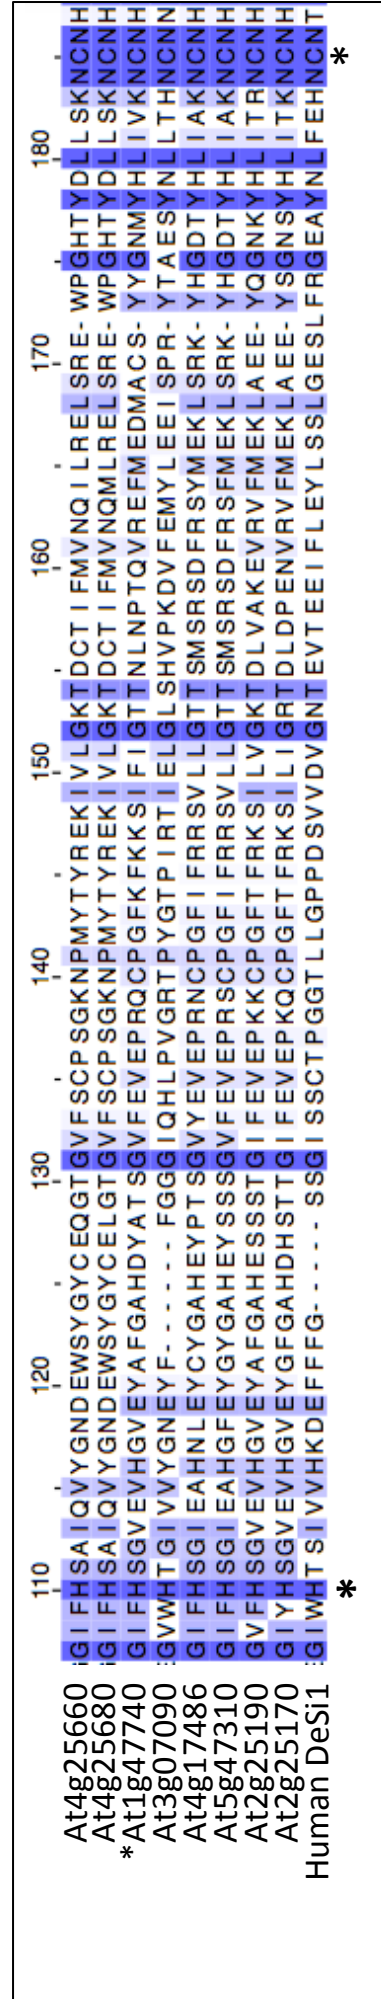 110 120 130 140 150 160 170 180
At4g25660 GIFHSAIQVYGNDEWSYGYCEQGTGVFSCPSGKNPMYTYREKIVLGKTDCTIFMVNQILRELSRE-WPGHTYDLLSKNCNH
At4g25680 GIFHSAIQVYGNDEWSYGYCELGTGVFSCPSGKNPMYTYREKIVLGKTDCTIFMVNQMLRELSRE-WPGHTYDLLSKNCNH
*At1g47740 GIFHSGVEVHGVEYAFGAHDYATSGVFEVEPRQCPGFKFKKSIFIGTTNLNPTQVREFMEDMACS-YYGNMYHLIVKNCNH
At3g07090 GVWHTGIVVYGNEYF------FGGGIQHLPVGRTPYGTPIRTIELGLSHVPKDVFEMYLEEISPR-YTAESYNLLTHNCNN
At4g17486 GIFHSGIEAHNLEYCYGAHEYPTSGVYEVEPRNCPGFIFRRSVLLGTTSMSRSDFRSYMEKLSRK-YHGDTYHLIAKNCNH
At5g47310 GIFHSGIEAHGFEYGYGAHEYSSSGVFEVEPRSCPGFIFRRSVLLGTTSMSRSDFRSFMEKLSRK-YHGDTYHLIAKNCNH
At2g25190 GVFHSGVEVHGVEYAFGAHESSSTGIFEVEPKKCPGFTFRKSILVGKTDLVAKEVRVFMEKLAEE-YQGNKYHLITRNCNH
At2g25170 GIYHSGVEVHGVEYGFGAHDHSTTGIFEVEPKQCPGFTFRKSILIGRTDLDPENVRVFMEKLAEE-YSGNSYHLITKNCNH
Human DeSi1 GIWHTSIVVHKDEFFFG-----SSGISSCTPGGTLLGPPDSVVDVGNTEVTEEIFLEYLSSLGESLFRGEAYNLFEHNCNT
* *